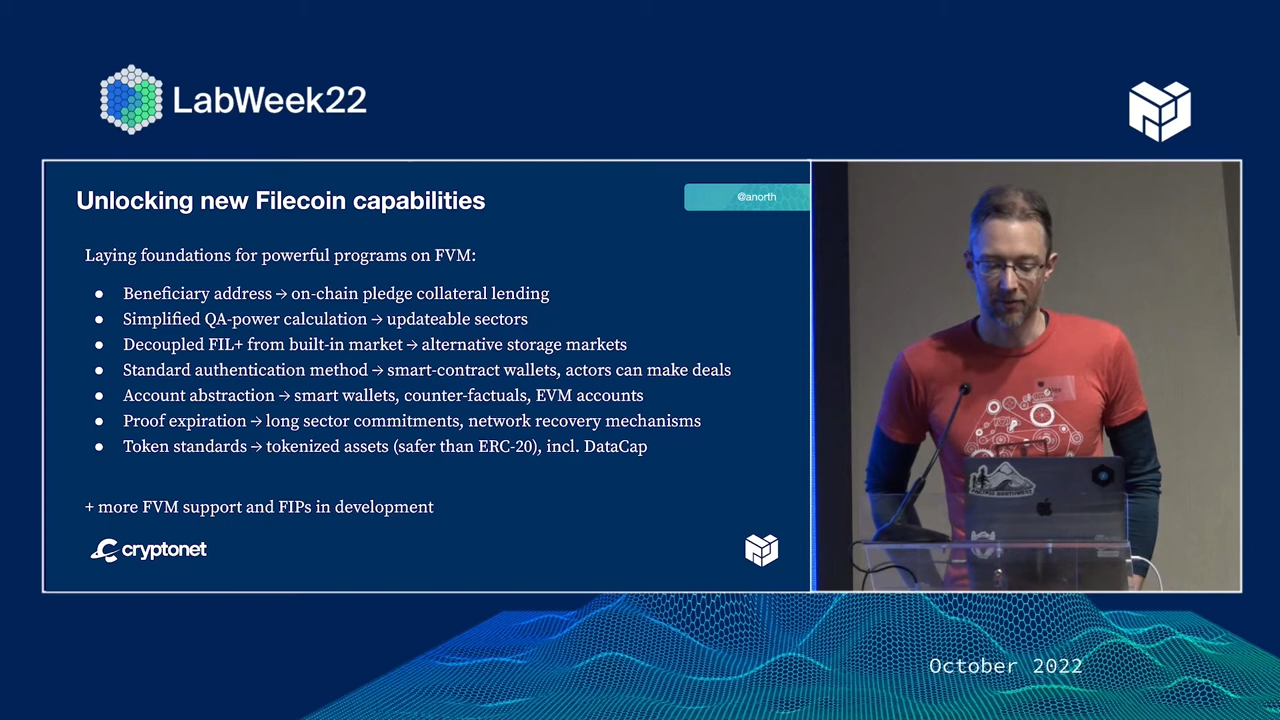 LabWeek22
Unlocking new Filecoin capabilities
@anorth
Laying foundations for powerful programs on FVM:
● Beneficiary address → on-chain pledge collateral lending
● Simplified QA-power calculation → updateable sectors
● Decoupled FIL+ from built-in market → alternative storage markets
● Standard authentication method → smart-contract wallets, actors can make deals
● Account abstraction → smart wallets, counter-factuals, EVM accounts
● Proof expiration → long sector commitments, network recovery mechanisms
● Token standards → tokenized assets (safer than ERC-20), incl. DataCap
+ more FVM support and FIPs in development
cryptonet
October 2022